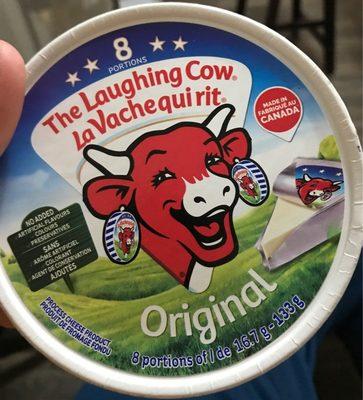 8
PORTIONS
The Laughing Cow®
La Vache qui rit®
MADE IN
FABRIQUÉ AU
CANADA
NO ADDED
ARTIFICIAL FLAVOURS
COLOURS
PRESERVATIVES
SANS
ARÔME ARTIFICIEL
COLORANT
AGENT DE CONSERVATION
AJOUTÉS
Original
PROCESS CHEESE PRODUCT
PRODUIT DE FROMAGE FONDU
8 portions of / de 16.7 g - 133 g